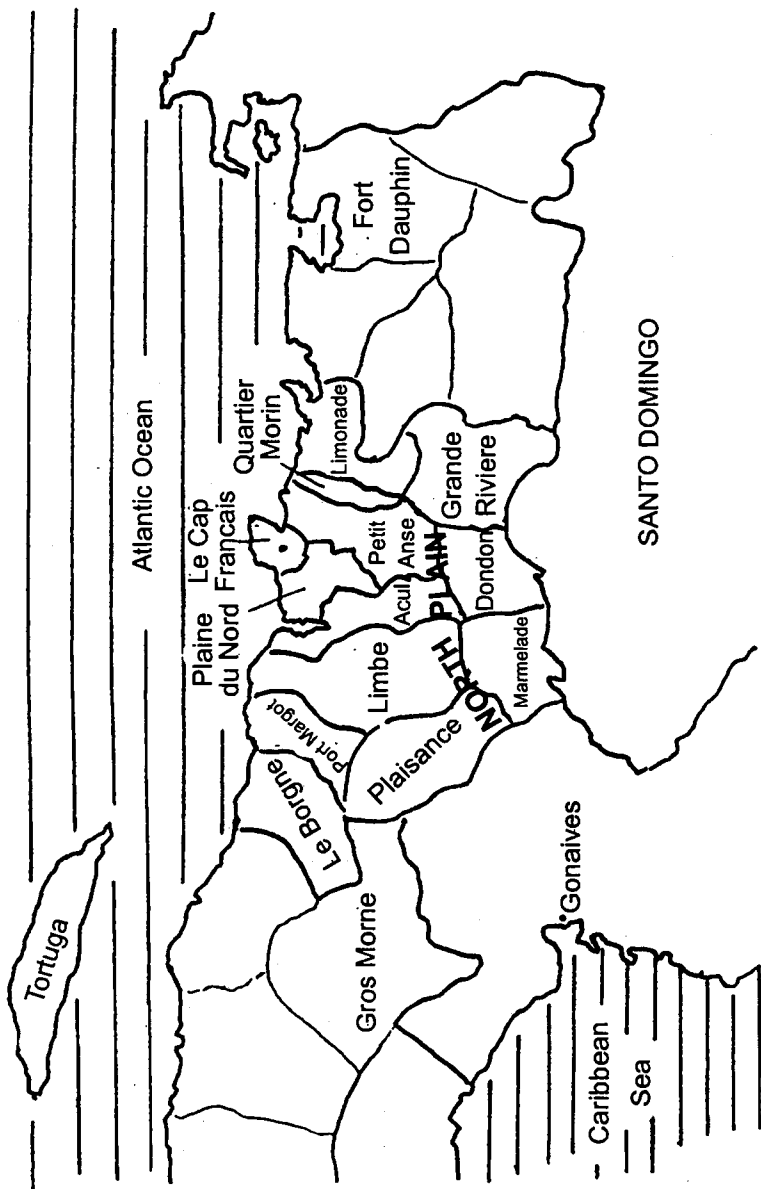 Tortuga
Atlantic Ocean
Le Cap
Francais
Plaine
du Nord
Quartier
Morin
Port Margot
Le Borgne
Limbe
Acul
Petit
Anse
Limonade
Fort
Dauphin
Gros Morne
Plaisance
NORTH PLAIN
Marmelade
Dondon
Grande
Riviere
Gonaives
Caribbean
Sea
SANTO DOMINGO